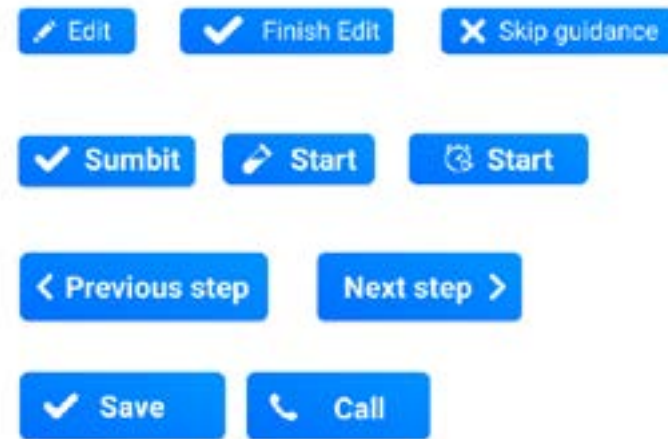 Edit Finish Edit Skip guidance
Sumbit Start Start
Previous step Next step
Save Call